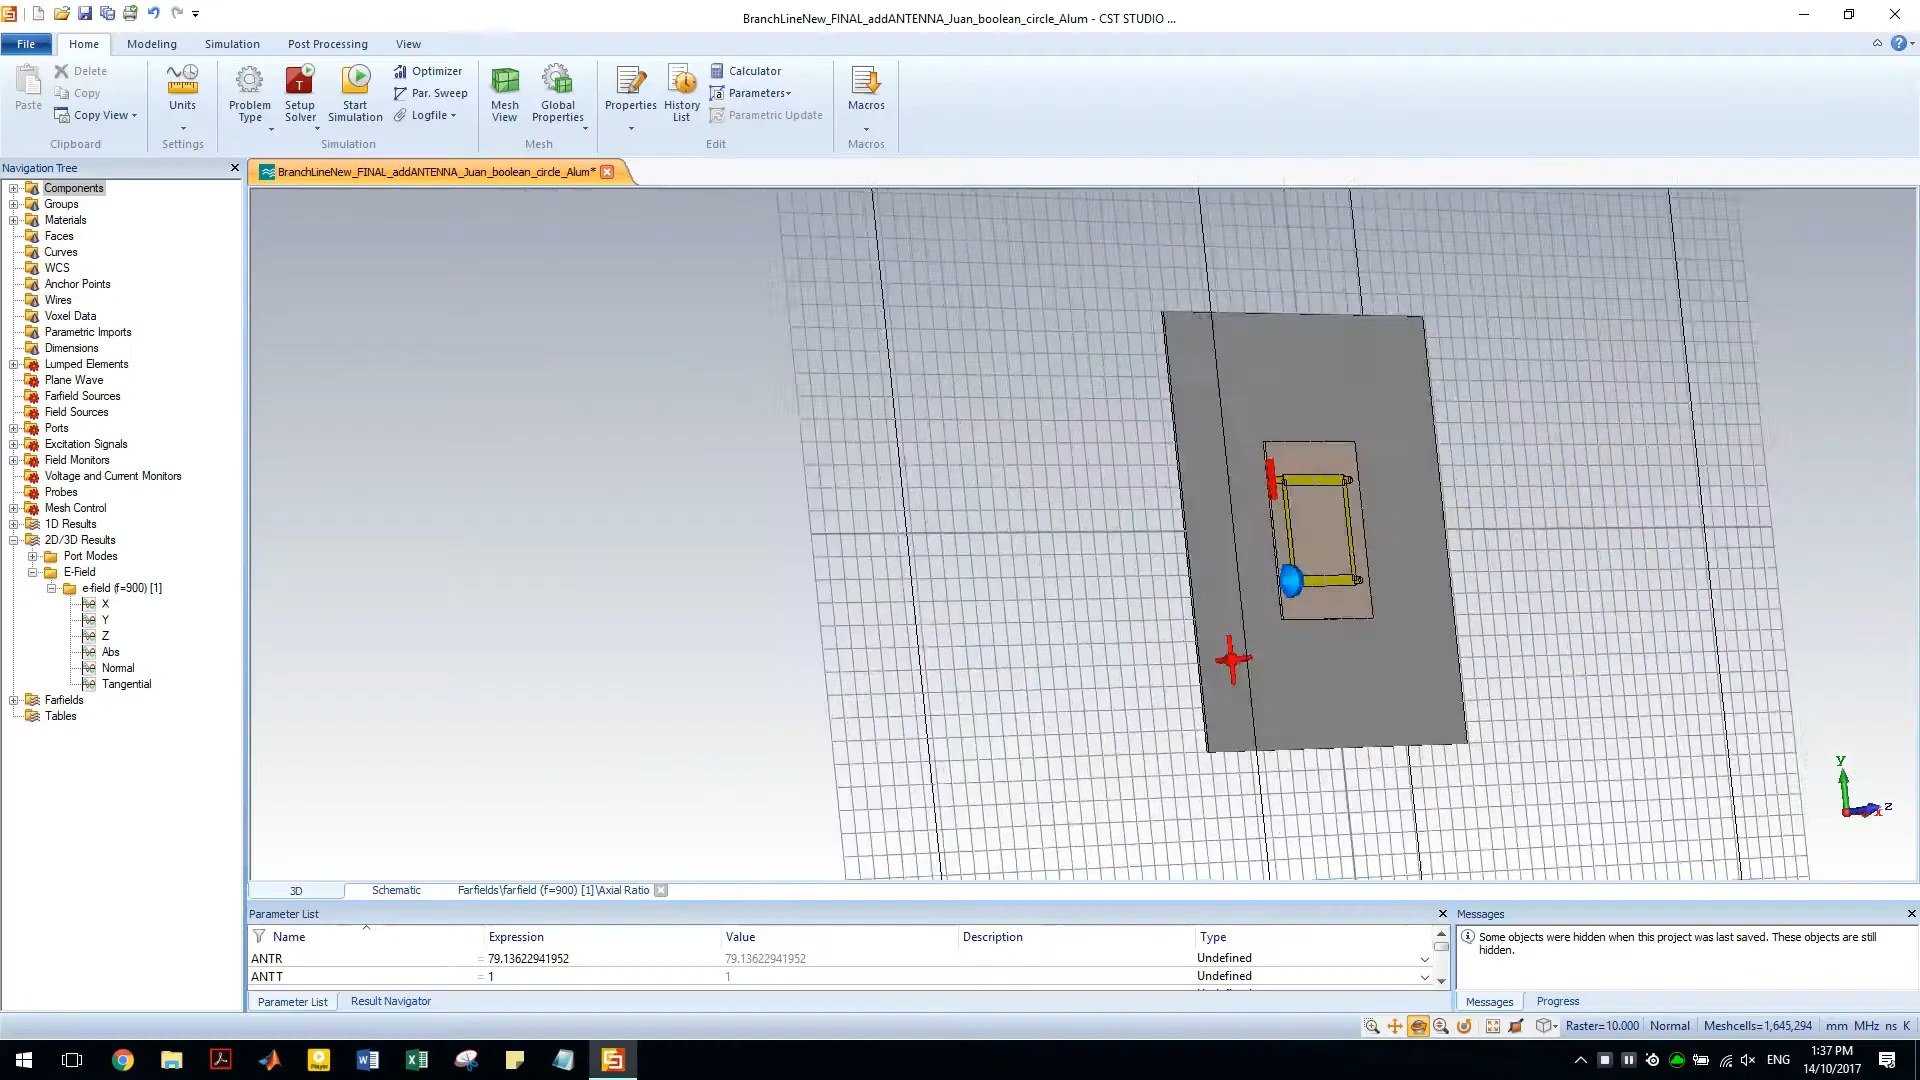 BranchLineNew_FINAL_addANTENNA_Juan_boolean_circle_Alum - CST STUDIO ...
File Home Modeling Simulation Post Processing View
Paste
Delete
Copy
Copy View
Clipboard
Units
Settings
Problem Type
Setup Solver
Start Simulation
Optimizer
Par. Sweep
Logfile
Simulation
Mesh View
Global Properties
Mesh
Properties
History List
Calculator
Parameters
Parametric Update
Edit
Macros
Macros
Navigation Tree
BranchLineNew_FINAL_addANTENNA_Juan_boolean_circle_Alum*
Components
Groups
Materials
Faces
Curves
WCS
Anchor Points
Wires
Voxel Data
Parametric Imports
Dimensions
Lumped Elements
Plane Wave
Farfield Sources
Field Sources
Ports
Excitation Signals
Field Monitors
Voltage and Current Monitors
Probes
Mesh Control
1D Results
2D/3D Results
Port Modes
E-Field
e-field (f=900) [1]
X
Y
Z
Abs
Normal
Tangential
Farfields
Tables
y
z
x
3D Schematic Farfields\farfield (f=900) [1]\Axial Ratio
Parameter List
Name Expression Value Description Type
ANTR = 79.13622941952 79.13622941952 Undefined
ANTT = 1 1 Undefined
Parameter List Result Navigator
Messages
Some objects were hidden when this project was last saved. These objects are still hidden.
Messages Progress
Raster=10.000 Normal Meshcells=1,645,294 mm MHz ns K
ENG
1:37 PM
14/10/2017